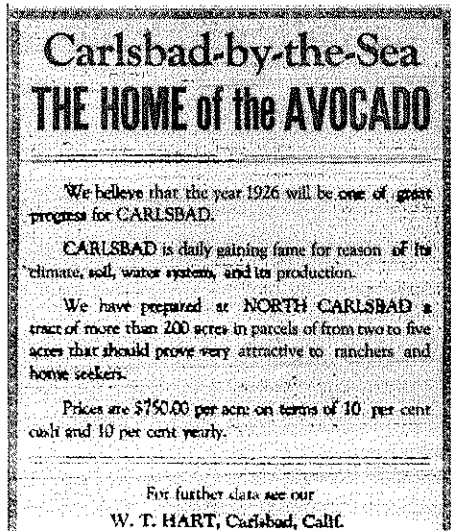 Carlsbad-by-the-Sea
THE HOME of the AVOCADO
We believe that the year 1926 will be one of great
progress for CARLSBAD.
CARLSBAD is daily gaining fame for reason of its
climate, soil, water system, and its production.
We have prepared at NORTH CARLSBAD a
tract of more than 200 acres in parcels of from two to five
acres that should prove very attractive to ranchers and
home seekers.
Prices are $750.00 per acre on terms of 10 per cent
cash and 10 per cent yearly.
For further data see our
W. T. HART, Carlsbad, Calif.